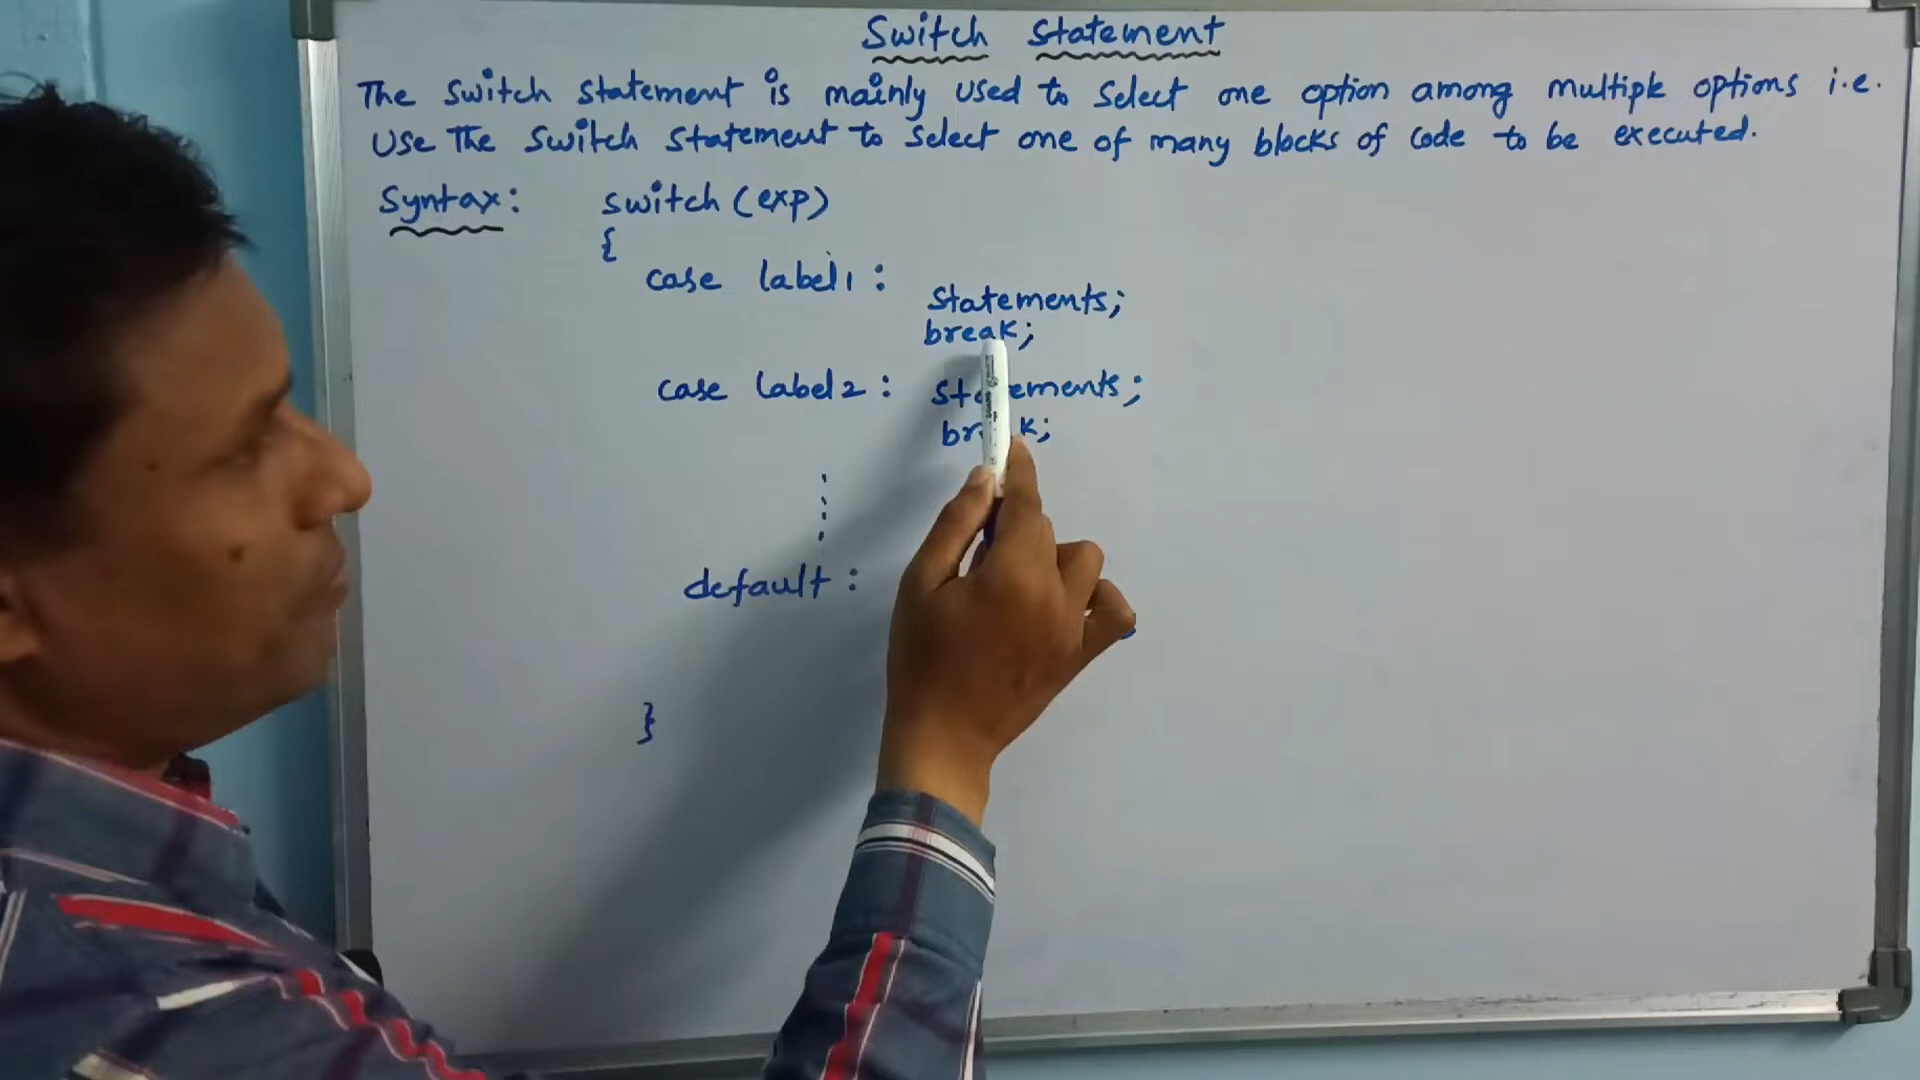 Switch Statement
The Switch Statement is mainly used to Select one option among multiple options i.e.
Use The Switch Statement to Select one of many blocks of code to be executed.
Syntax: switch (exp)
{
case label1:
Statements;
break;
case label2: Statements;
break;
default:
}